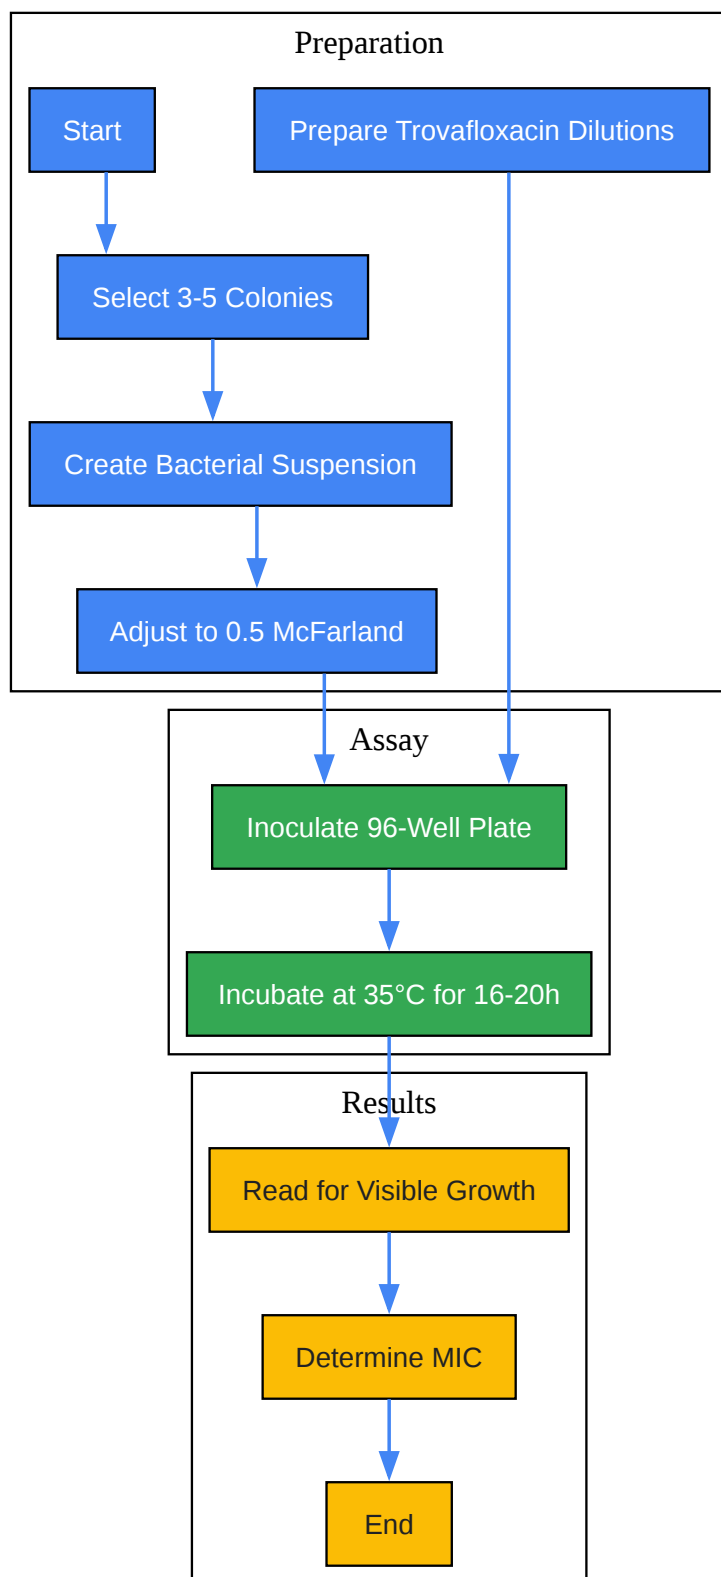 Preparation
Start
Prepare Trovafloxacin Dilutions
Select 3-5 Colonies
Create Bacterial Suspension
Adjust to 0.5 McFarland
Assay
Inoculate 96-Well Plate
Incubate at 35°C for 16-20h
Results
Read for Visible Growth
Determine MIC
End